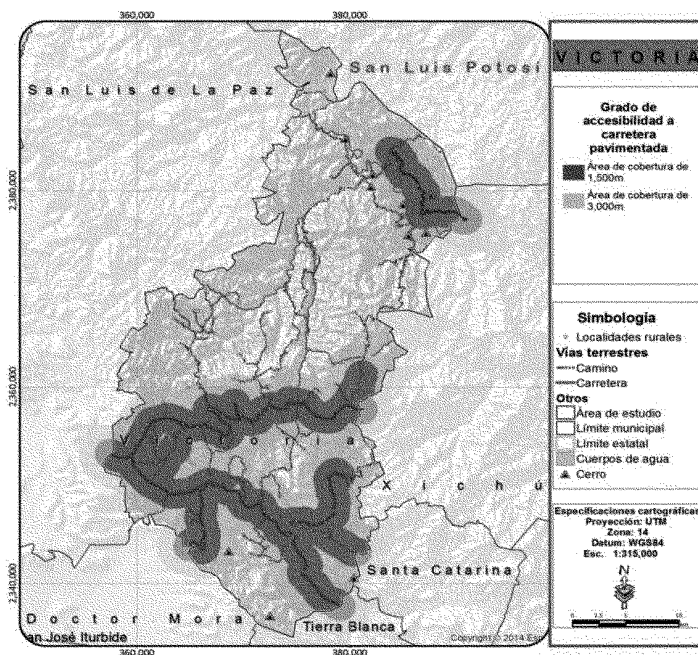 360,000
380,000
San Luis Potosí
San Luis de La Paz
2,380,000
2,360,000
Victoria
Xichú
2,340,000
Santa Catarina
Doctor Mora
Tierra Blanca
an José Iturbide
Copyright © 2014 Esri
360,000
380,000
VICTORIA
Grado de
accesibilidad a
carretera
pavimentada
Área de cobertura de
1,500m
Área de cobertura de
3,000m
Simbología
Localidades rurales
Vías terrestres
Camino
Carretera
Otros
Área de estudio
Límite municipal
Límite estatal
Cuerpos de agua
Cerro
Especificaciones cartográficas
Proyección: UTM
Zona: 14
Datum: WGS84
Esc. 1:315,000
N